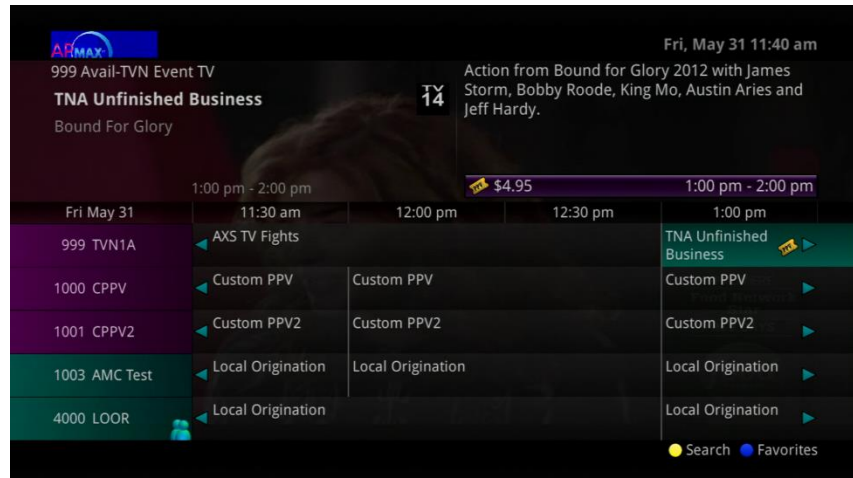 ARMAX
Fri, May 31 11:40 am
999 Avail-TVN Event TV
TNA Unfinished Business
Bound For Glory
TV
14
Action from Bound for Glory 2012 with James
Storm, Bobby Roode, King Mo, Austin Aries and
Jeff Hardy.
1:00 pm - 2:00 pm
$4.95
1:00 pm - 2:00 pm
Fri May 31
11:30 am
12:00 pm
12:30 pm
1:00 pm
999 TVN1A
AXS TV Fights
TNA Unfinished
Business
1000 CPPV
Custom PPV
Custom PPV
Custom PPV
1001 CPPV2
Custom PPV2
Custom PPV2
Custom PPV2
1003 AMC Test
Local Origination
Local Origination
Local Origination
4000 LOOR
Local Origination
Local Origination
Search
Favorites